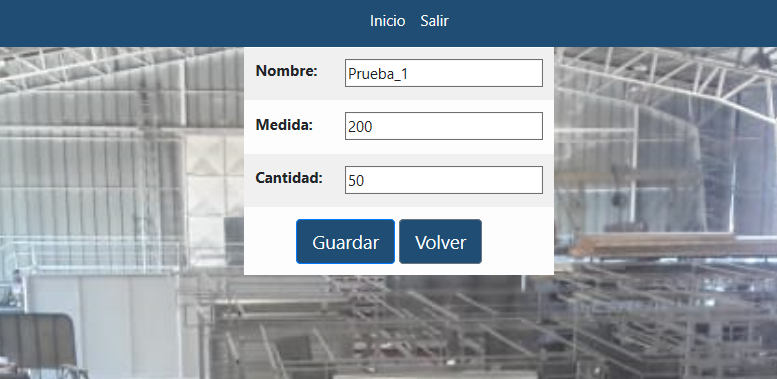 Inicio Salir
Nombre: Prueba_1
Medida: 200
Cantidad: 50
Guardar Volver